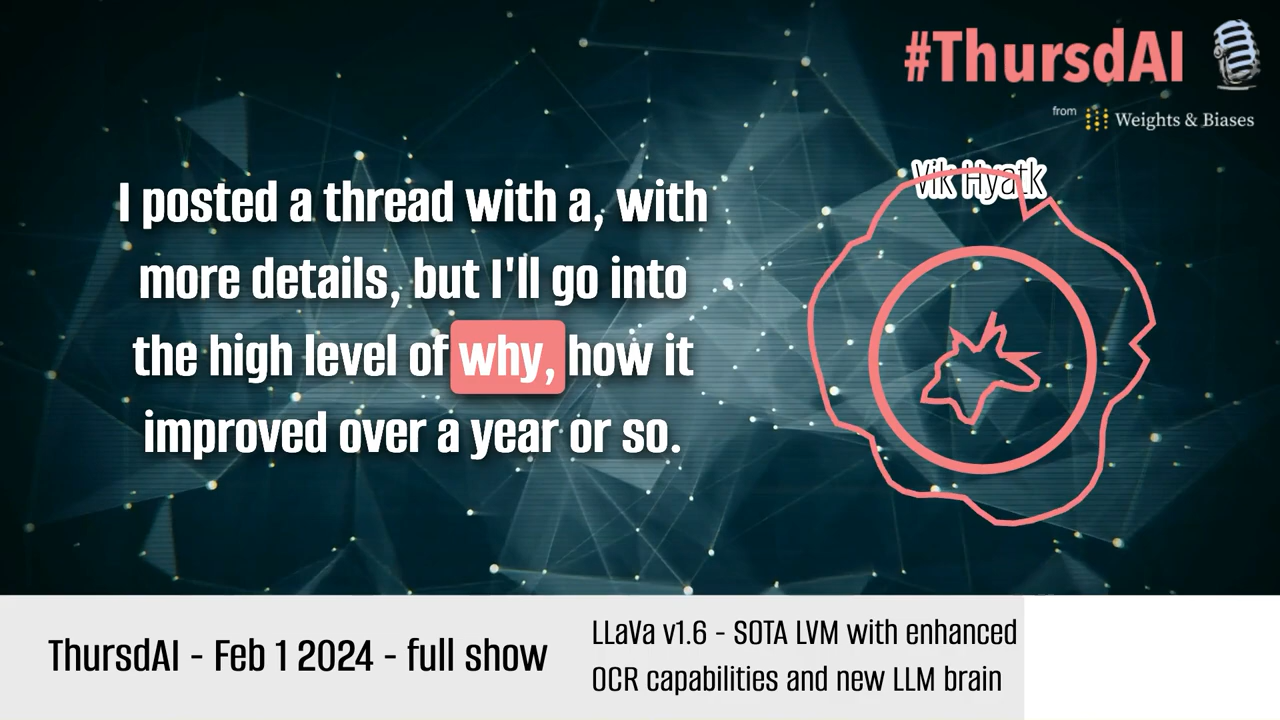 #ThursdAI
from Weights & Biases
Vik Hyatk
I posted a thread with a, with
more details, but I'll go into
the high level of why, how it
improved over a year or so.
ThursdAI - Feb 1 2024 - full show
LLaVa v1.6 - SOTA LVM with enhanced
OCR capabilities and new LLM brain